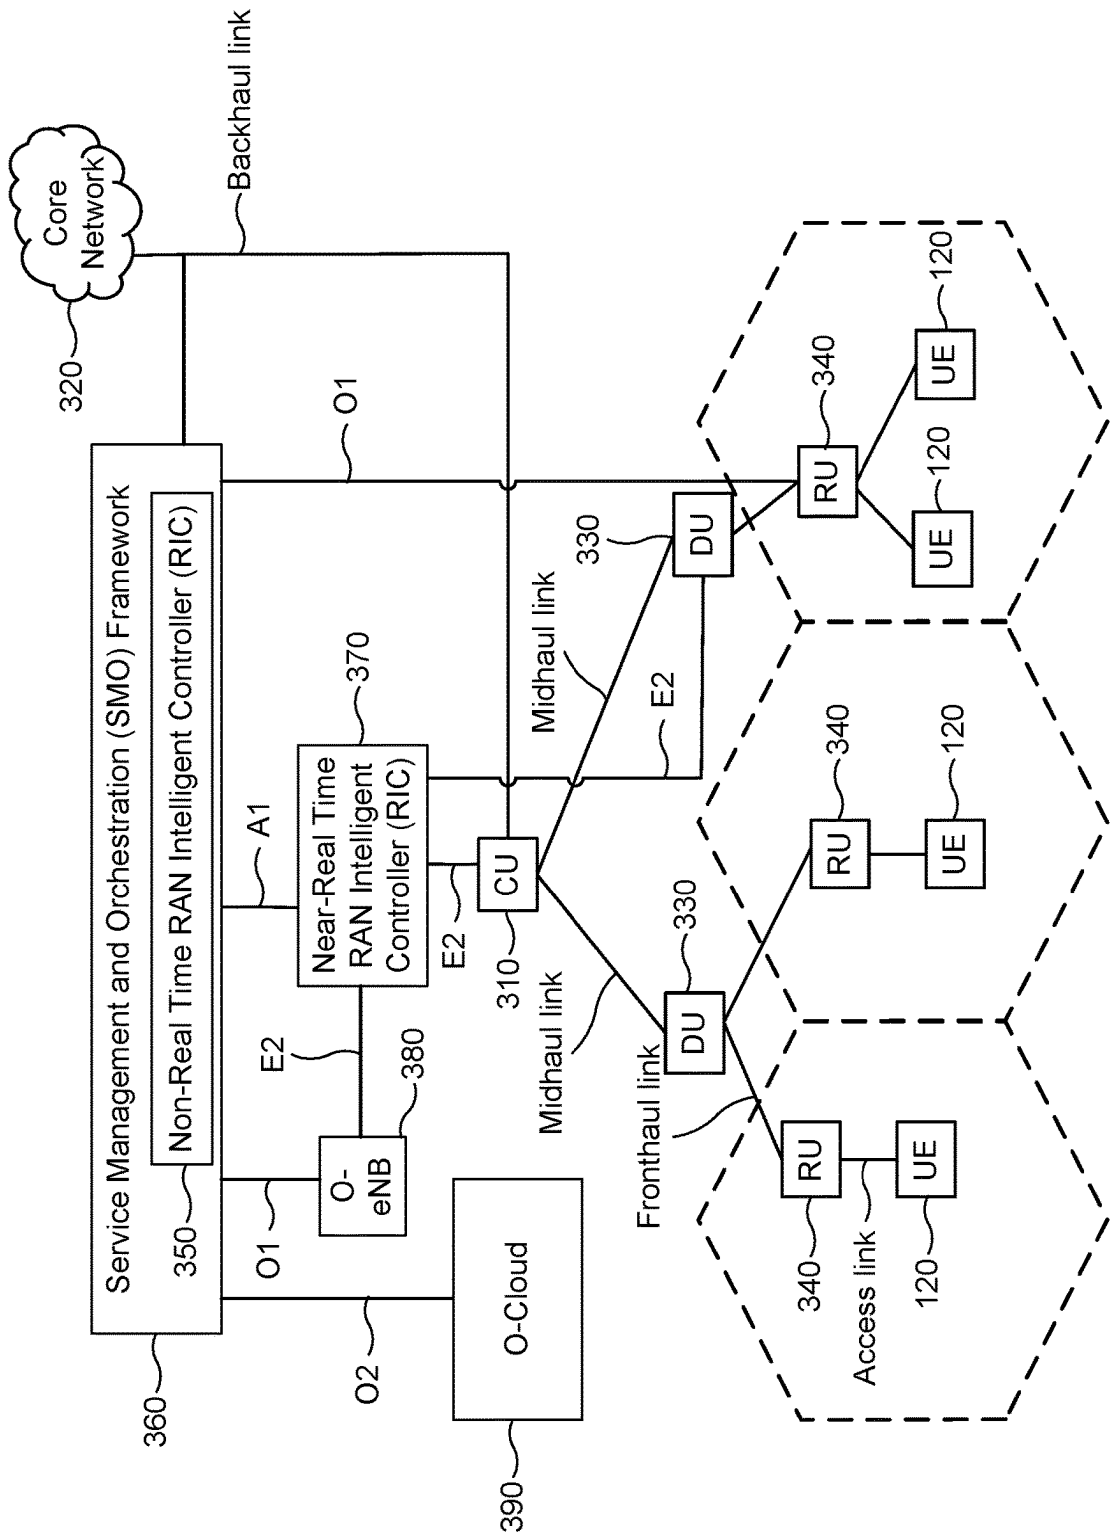 360
Service Management and Orchestration (SMO) Framework
350
Non-Real Time RAN Intelligent Controller (RIC)
320
Core
Network
Backhaul link
O2
O1
A1
O1
390
O-Cloud
O-
eNB
380
E2
Near-Real Time
RAN Intelligent
Controller (RIC)
370
E2
310
CU
Midhaul link
Midhaul link
E2
330
DU
330
DU
Fronthaul link
340
RU
Access link
120
UE
RU
340
UE
120
RU
340
UE
120
UE
120